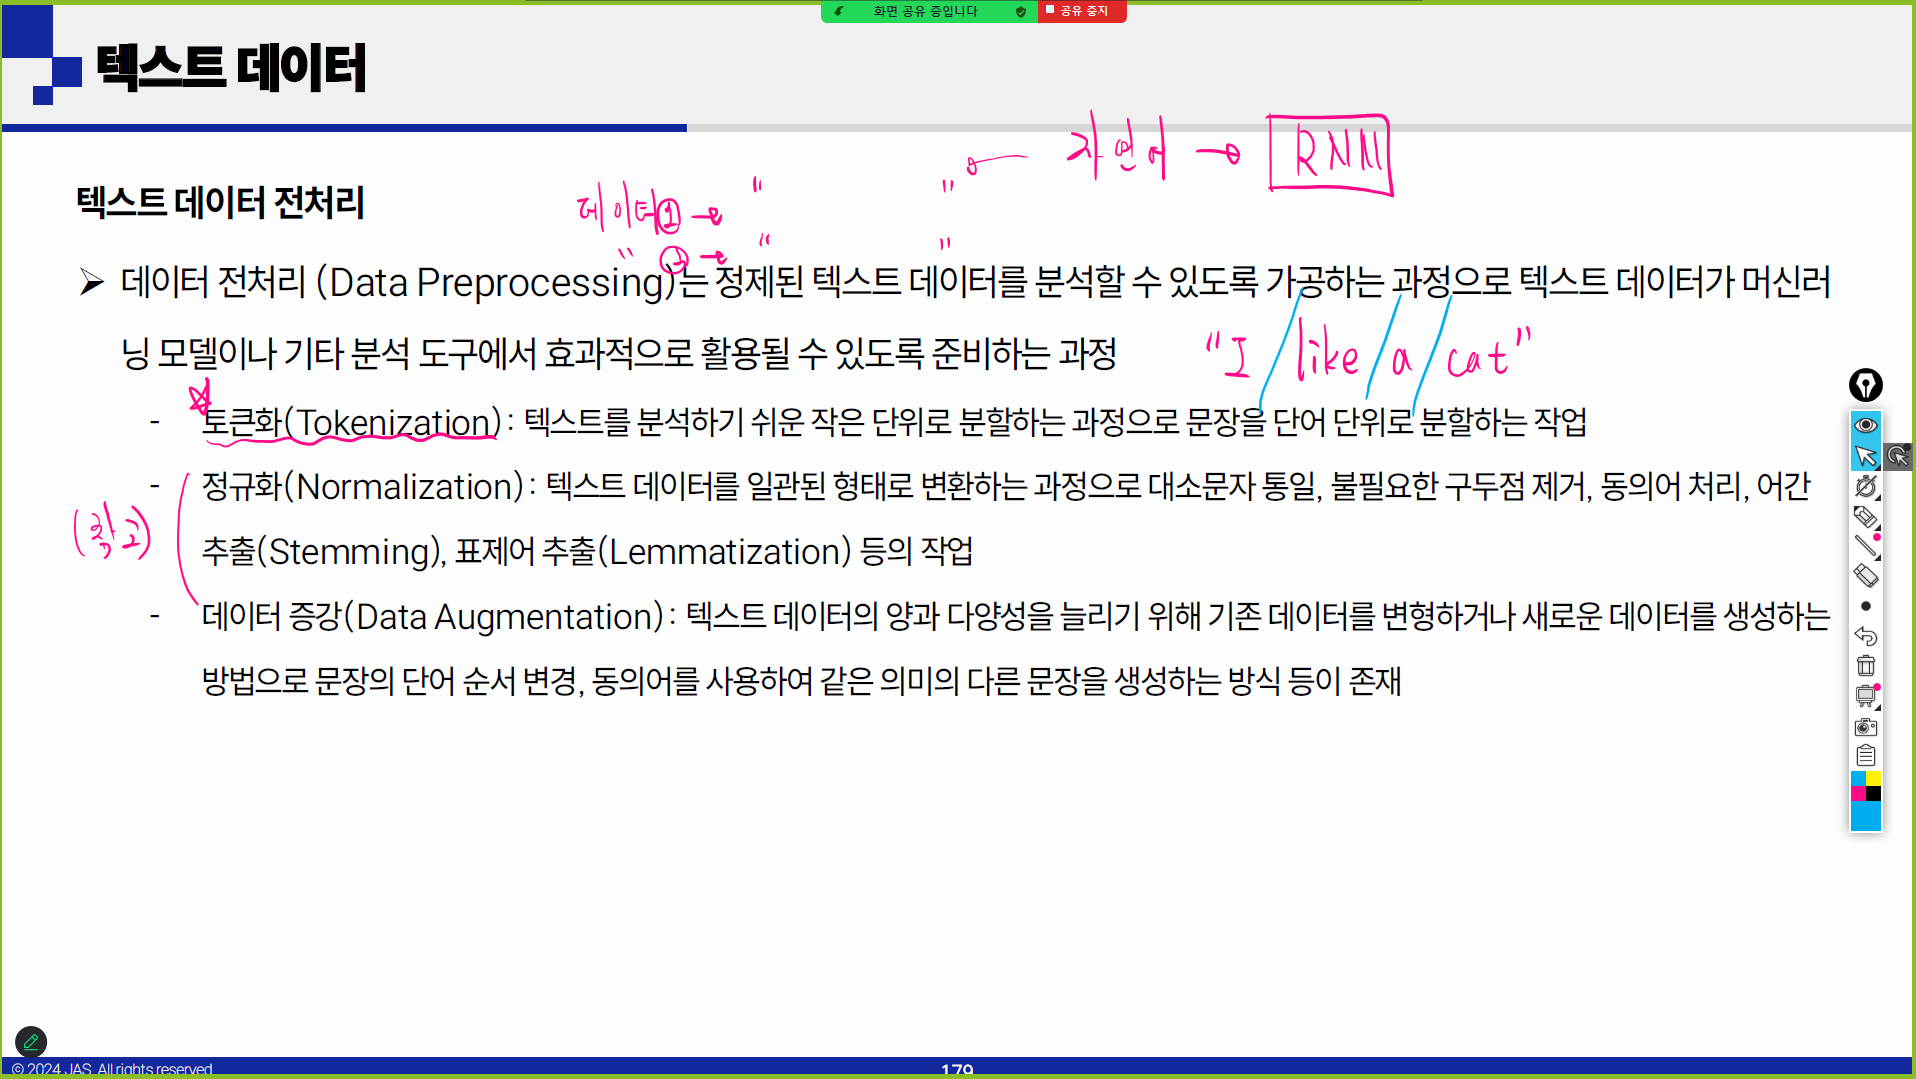 화면 공유 중입니다 공유 중지
텍스트 데이터
자연어 → RNN
텍스트 데이터 전처리
데이터 ① → " "
" ② → " "
➢ 데이터 전처리 (Data Preprocessing)는 정제된 텍스트 데이터를 분석할 수 있도록 가공하는 과정으로 텍스트 데이터가 머신러
닝 모델이나 기타 분석 도구에서 효과적으로 활용될 수 있도록 준비하는 과정
"I / like / a / cat"
- 토큰화(Tokenization): 텍스트를 분석하기 쉬운 작은 단위로 분할하는 과정으로 문장을 단어 단위로 분할하는 작업
- 정규화(Normalization): 텍스트 데이터를 일관된 형태로 변환하는 과정으로 대소문자 통일, 불필요한 구두점 제거, 동의어 처리, 어간
(참고)
추출(Stemming), 표제어 추출(Lemmatization) 등의 작업
- 데이터 증강(Data Augmentation): 텍스트 데이터의 양과 다양성을 늘리기 위해 기존 데이터를 변형하거나 새로운 데이터를 생성하는
방법으로 문장의 단어 순서 변경, 동의어를 사용하여 같은 의미의 다른 문장을 생성하는 방식 등이 존재
© 2024 JAS. All rights reserved
179